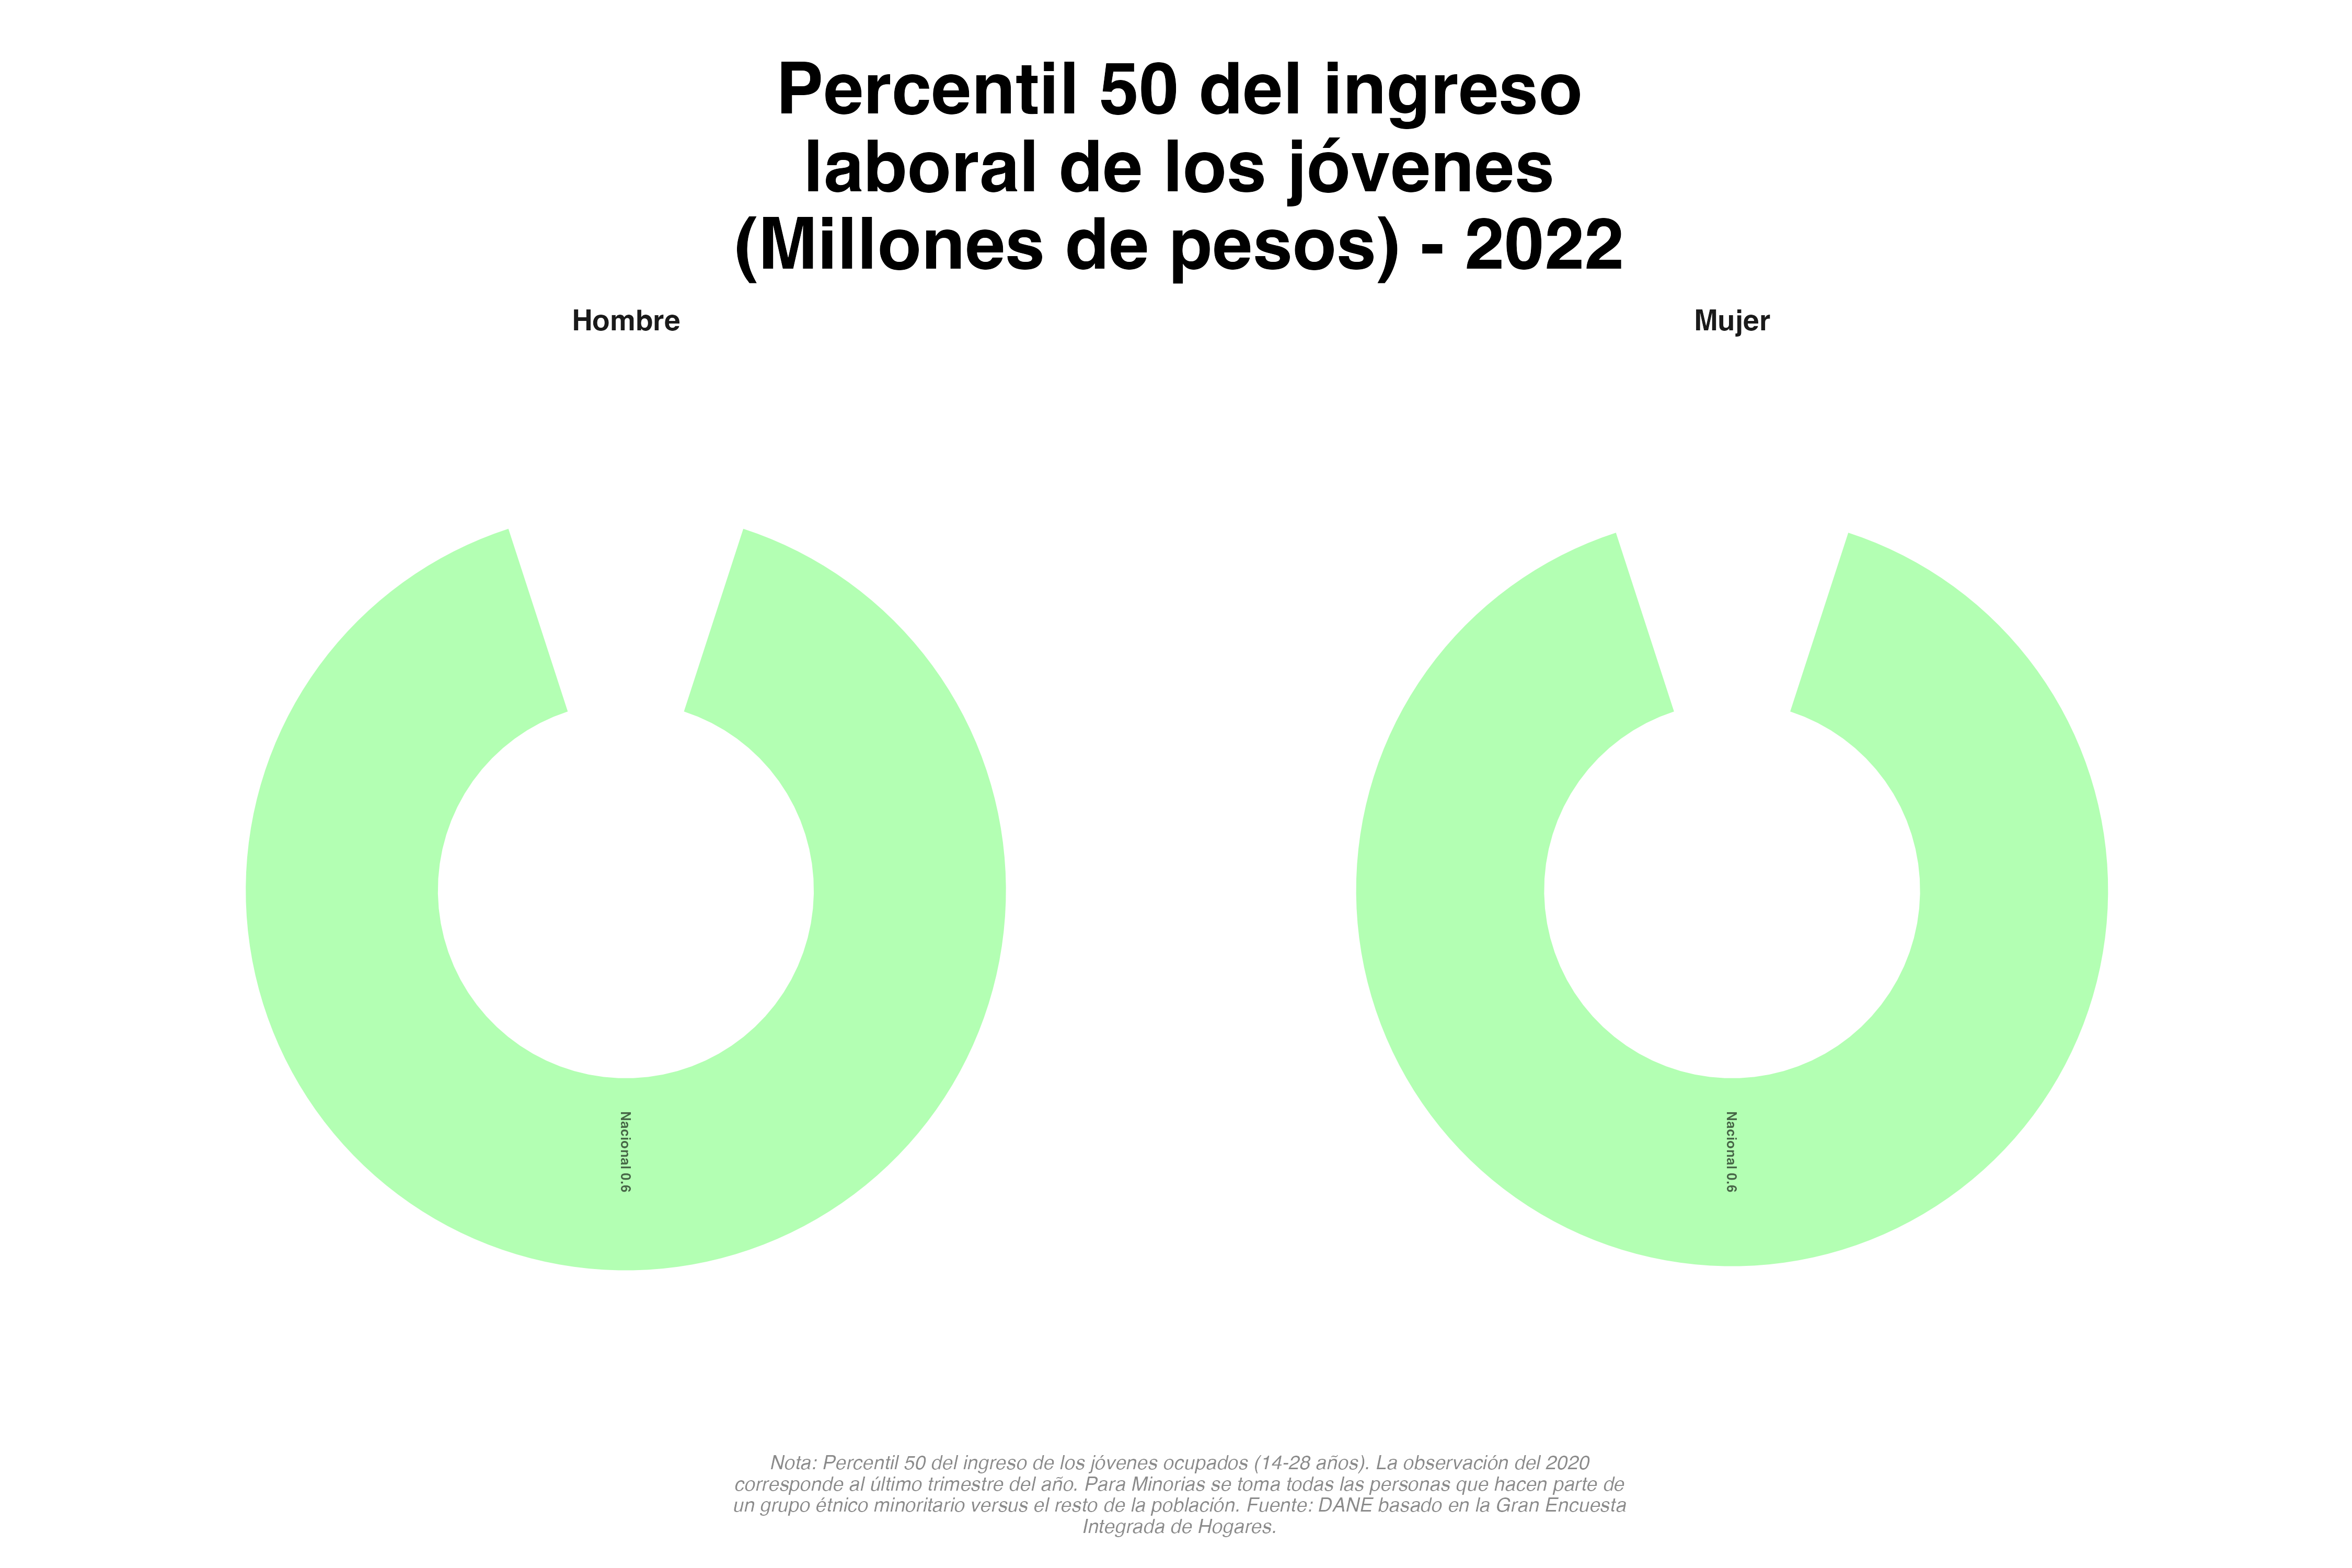 Percentil 50 del ingreso
laboral de los jóvenes
(Millones de pesos) - 2022
Hombre
Mujer
Nacional 0.6
Nacional 0.6
Nota: Percentil 50 del ingreso de los jóvenes ocupados (14-28 años). La observación del 2020
corresponde al último trimestre del año. Para Minorias se toma todas las personas que hacen parte de
un grupo étnico minoritario versus el resto de la población. Fuente: DANE basado en la Gran Encuesta
Integrada de Hogares.